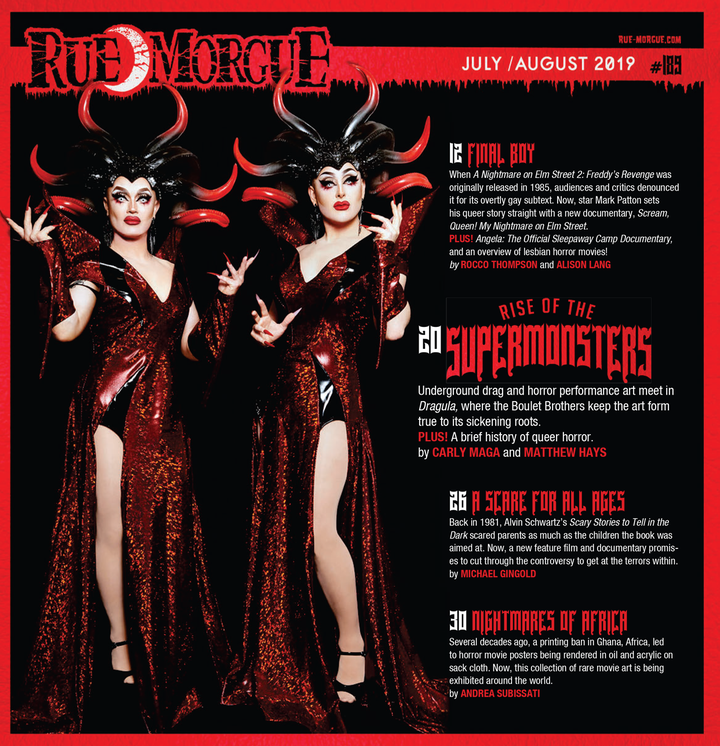 RUE MORGUE
RUE-MORGUE.COM
JULY / AUGUST 2019 #189
12 FINAL BOY
When A Nightmare on Elm Street 2: Freddy's Revenge was
originally released in 1985, audiences and critics denounced
it for its overtly gay subtext. Now, star Mark Patton sets
his queer story straight with a new documentary, Scream,
Queen! My Nightmare on Elm Street.
PLUS! Angela: The Official Sleepaway Camp Documentary,
and an overview of lesbian horror movies!
by ROCCO THOMPSON and ALISON LANG
RISE OF THE
20 SUPERMONSTERS
Underground drag and horror performance art meet in
Dragula, where the Boulet Brothers keep the art form
true to its sickening roots.
PLUS! A brief history of queer horror.
by CARLY MAGA and MATTHEW HAYS
26 A SCARE FOR ALL AGES
Back in 1981, Alvin Schwartz's Scary Stories to Tell in the
Dark scared parents as much as the children the book was
aimed at. Now, a new feature film and documentary promis-
es to cut through the controversy to get at the terrors within.
by MICHAEL GINGOLD
30 NIGHTMARES OF AFRICA
Several decades ago, a printing ban in Ghana, Africa, led
to horror movie posters being rendered in oil and acrylic on
sack cloth. Now, this collection of rare movie art is being
exhibited around the world.
by ANDREA SUBISSATI